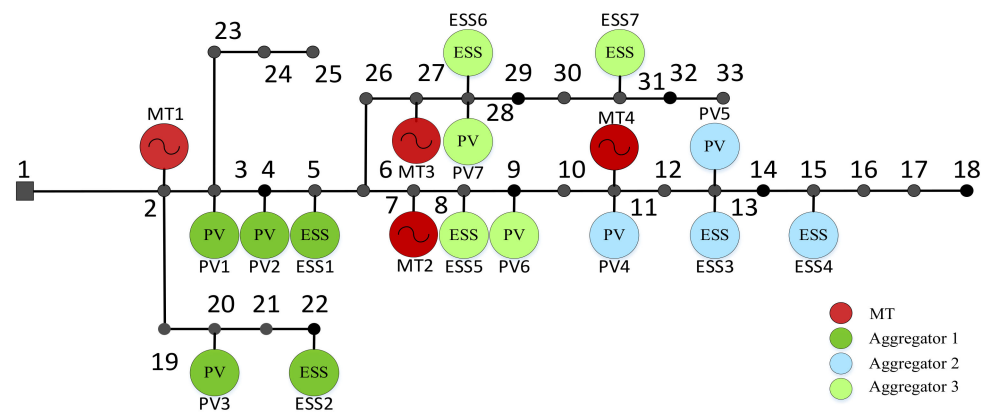 ESS6
ESS7
23
ESS
ESS
24
25
26
27
29
30
31
32
33
28
MT1
PV
MT4
PV5
PV
MT3
PV7
1
2
3
4
5
6
7
8
9
10
11
12
13
14
15
16
17
18
PV
PV
ESS
ESS
PV
PV
ESS
ESS
PV1
PV2
ESS1
MT2
ESS5
PV6
PV4
ESS3
ESS4
19
20
21
22
PV
ESS
PV3
ESS2
MT
Aggregator 1
Aggregator 2
Aggregator 3